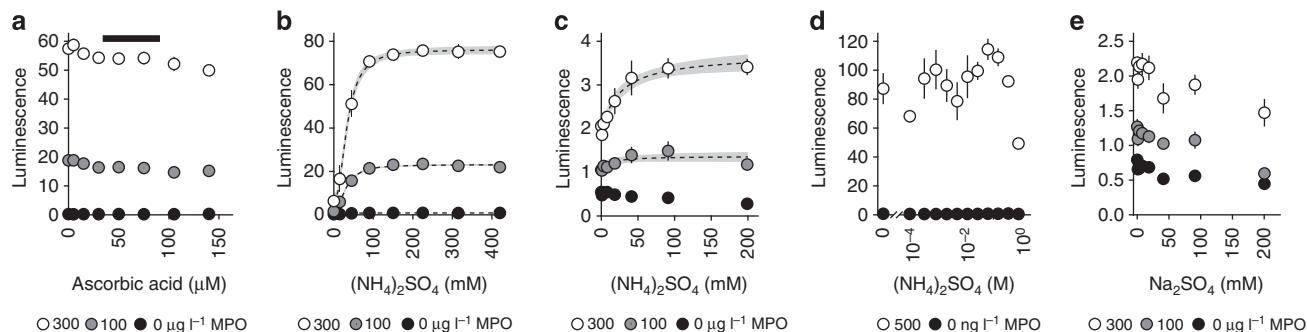 a
Luminescence
60
50
40
30
20
10
0
0
50
100
150
Ascorbic acid (μM)
300 100 0 μg l⁻¹ MPO
b
Luminescence
80
60
40
20
0
0
100
200
300
400
(NH₄)₂SO₄ (mM)
300 100 0 μg l⁻¹ MPO
c
Luminescence
4
3
2
1
0
0
50
100
150
200
(NH₄)₂SO₄ (mM)
300 100 0 μg l⁻¹ MPO
d
Luminescence
120
100
80
60
40
20
0
0
10⁻⁴
10⁻²
10⁰
(NH₄)₂SO₄ (M)
500 0 ng l⁻¹ MPO
e
Luminescence
2.5
2.0
1.5
1.0
0.5
0.0
0
50
100
150
200
Na₂SO₄ (mM)
300 100 0 μg l⁻¹ MPO